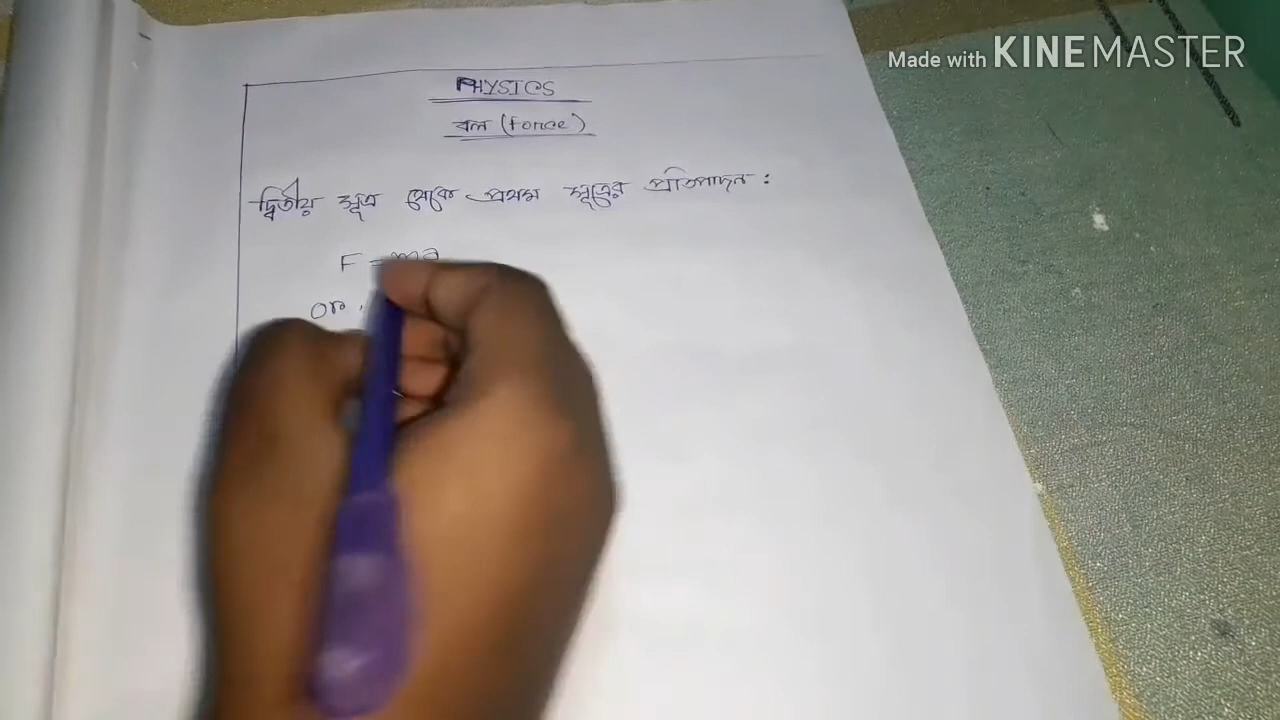 Made with KINEMASTER
PHYSICS
বল (Force)
দ্বিতীয় সূত্র থেকে প্রথম সূত্রের প্রতিপাদন :
F = ma
or,